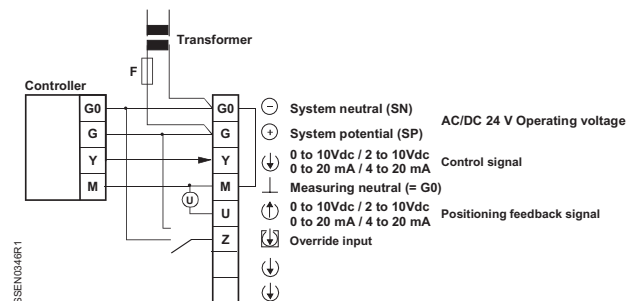 Transformer
F
Controller
G0
G
Y
M
G0
G
Y
M
U
Z
U
System neutral (SN)
System potential (SP)
AC/DC 24 V Operating voltage
0 to 10Vdc / 2 to 10Vdc
0 to 20 mA / 4 to 20 mA
Control signal
Measuring neutral (= G0)
0 to 10Vdc / 2 to 10Vdc
0 to 20 mA / 4 to 20 mA
Positioning feedback signal
Override input